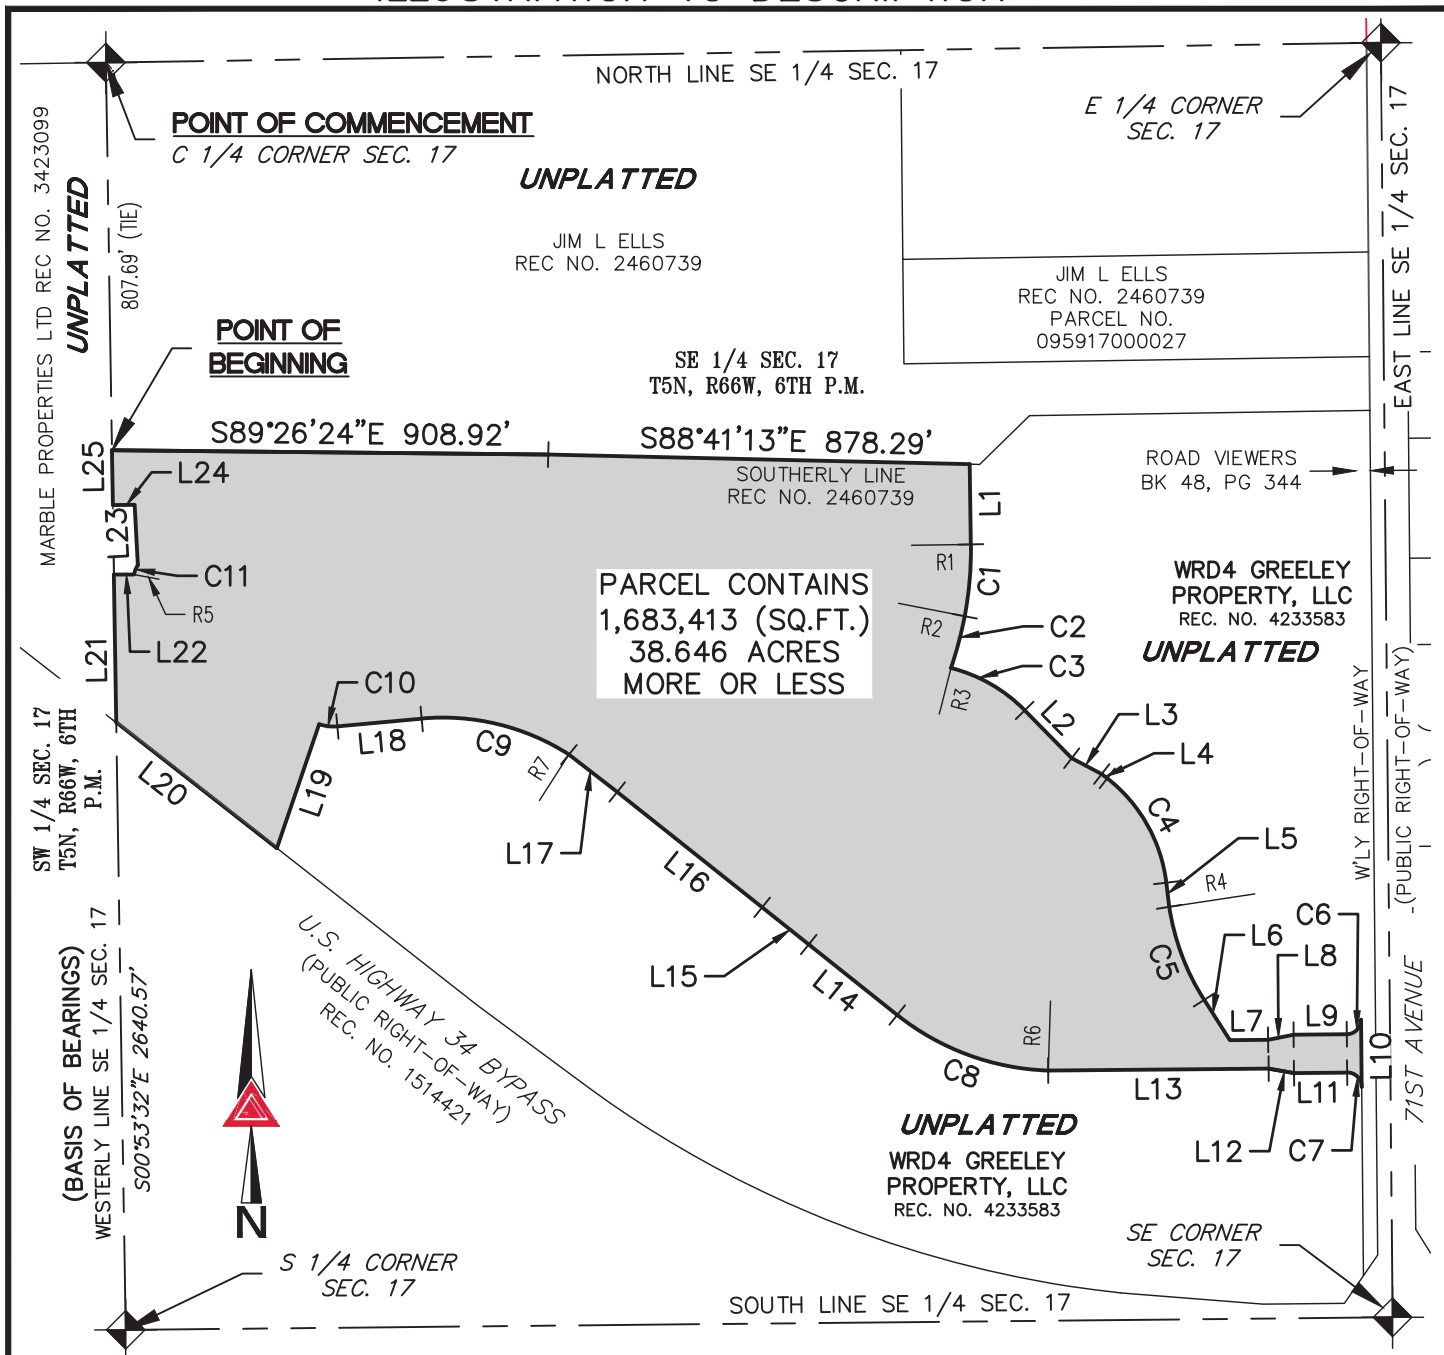 NORTH LINE SE 1/4 SEC. 17
POINT OF COMMENCEMENT
C 1/4 CORNER SEC. 17
E 1/4 CORNER
SEC. 17
EAST LINE SE 1/4 SEC. 17
MARBLE PROPERTIES LTD REC NO. 3423099
UNPLATTED
807.69' (TIE)
UNPLATTED
JIM L ELLS
REC NO. 2460739
JIM L ELLS
REC NO. 2460739
PARCEL NO.
095917000027
POINT OF
BEGINNING
SE 1/4 SEC. 17
T5N, R66W, 6TH P.M.
S89°26'24"E 908.92'
S88°41'13"E 878.29'
SOUTHERLY LINE
REC NO. 2460739
ROAD VIEWERS
BK 48, PG 344
L25
L24
L23
C11
R5
L22
L21
L1
R1
C1
R2
C2
C3
R3
PARCEL CONTAINS
1,683,413 (SQ.FT.)
38.646 ACRES
MORE OR LESS
WRD4 GREELEY
PROPERTY, LLC
REC. NO. 4233583
UNPLATTED
C10
L18
C9
R7
L19
L20
L2
L3
L4
C4
L5
R4
C5
L6
C6
L8
L7
L9
L10
W'LY RIGHT-OF-WAY
(PUBLIC RIGHT-OF-WAY)
71ST AVENUE
SW 1/4 SEC. 17
T5N, R66W, 6TH
P.M.
L17
L16
L15
L14
R6
C8
L13
L11
L12
C7
U.S. HIGHWAY 34 BYPASS
(PUBLIC RIGHT-OF-WAY)
REC. NO. 1514421
(BASIS OF BEARINGS)
WESTERLY LINE SE 1/4 SEC. 17
S00°53'32"E 2640.57'
N
UNPLATTED
WRD4 GREELEY
PROPERTY, LLC
REC. NO. 4233583
S 1/4 CORNER
SEC. 17
SE CORNER
SEC. 17
SOUTH LINE SE 1/4 SEC. 17